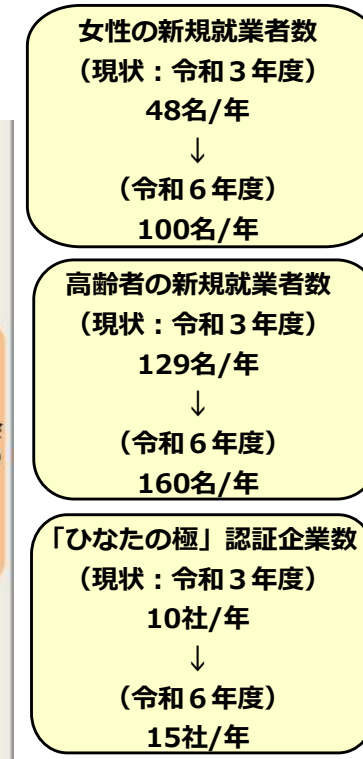 女性の新規就業者数
（現状：令和３年度）
48名/年
↓
（令和６年度）
100名/年
高齢者の新規就業者数
（現状：令和３年度）
129名/年
↓
（令和６年度）
160名/年
「ひなたの極」認証企業数
（現状：令和３年度）
10社/年
↓
（令和６年度）
15社/年